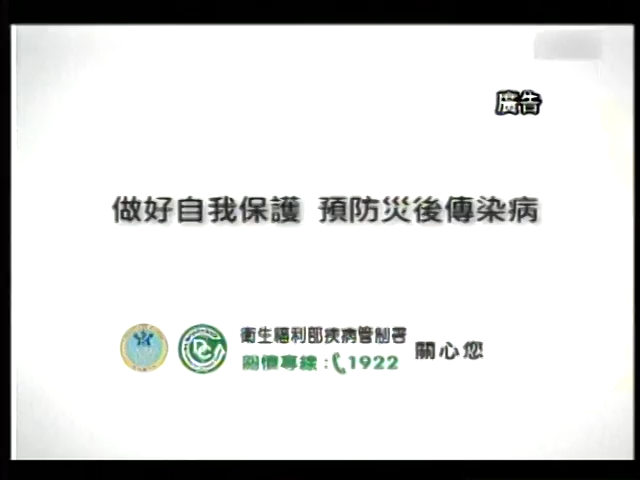 廣告
做好自我保護 預防災後傳染病
衛生福利部疾病管制署
關懷專線:1922
關心您